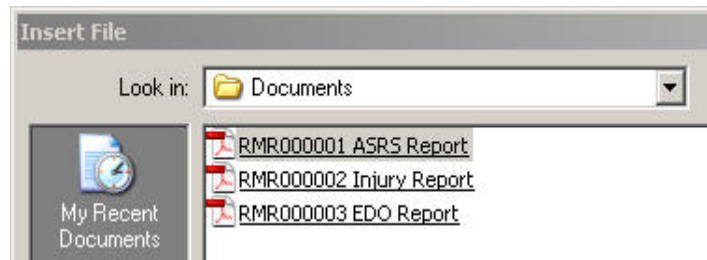 Insert File
Look in: Documents
RMR000001 ASRS Report
RMR000002 Injury Report
RMR000003 EDO Report
My Recent
Documents